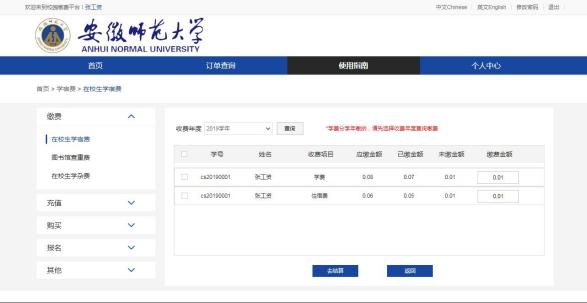 欢迎来到校园缴费平台！张工资
中文Chinese 英文English 修改密码 退出
安徽师范大学
ANHUI NORMAL UNIVERSITY
首页 订单查询 使用指南 个人中心
首页 > 学宿费 > 在校生学宿费
缴费
在校生学宿费
图书馆查重费
在校生学杂费
充值
购买
报名
其他
收费年度 2019学年 查询 *学费分学年缴纳，请先选择收费年度查询缴费
学号 姓名 收费项目 应缴金额 已缴金额 未缴金额 缴费金额
cs20190001 张工资 学费 0.08 0.07 0.01 0.01
cs20190001 张工资 住宿费 0.06 0.05 0.01 0.01
去结算 返回